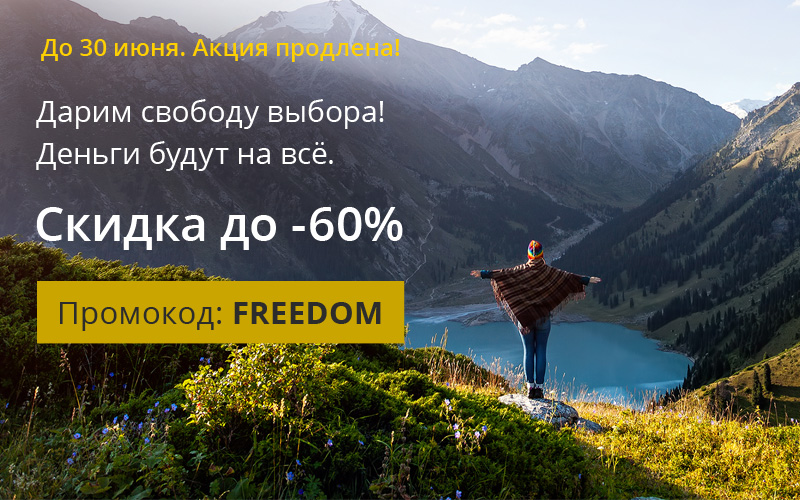 До 30 июня. Акция продлена!
Дарим свободу выбора!
Деньги будут на всё.
Скидка до -60%
Промокод: FREEDOM